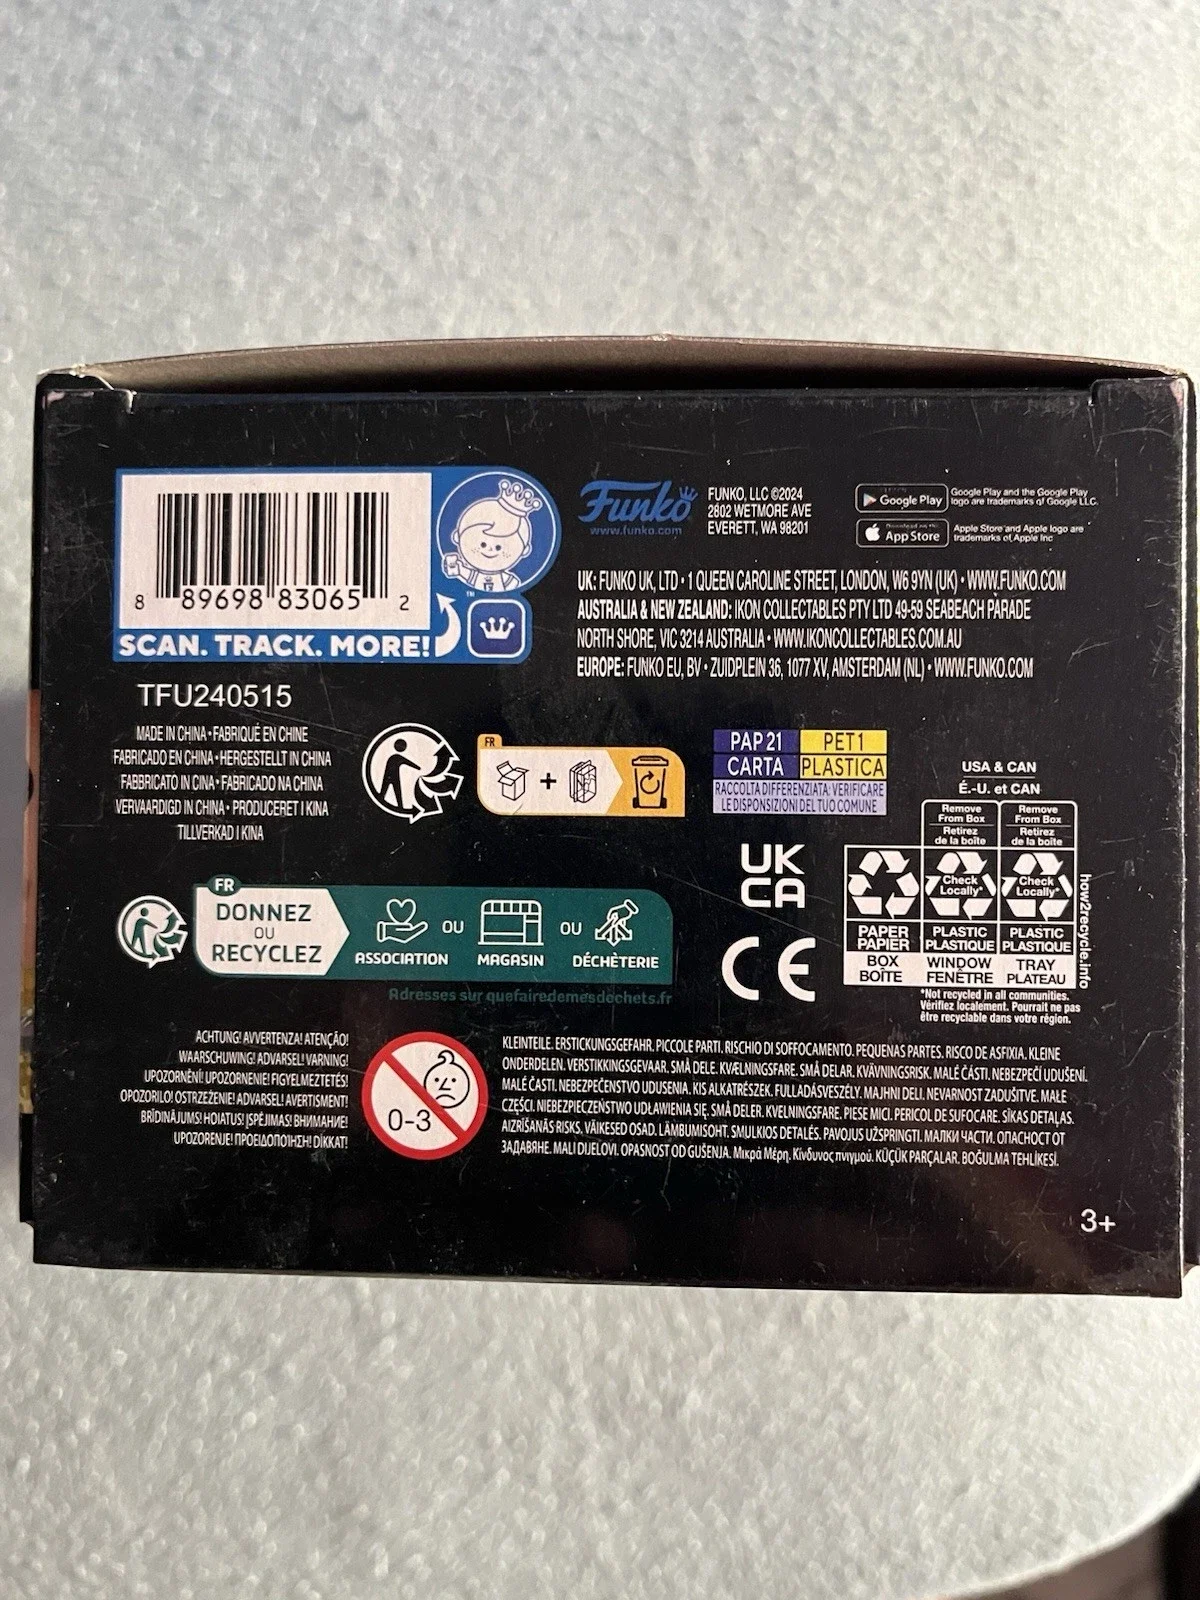 8 89698 83065 2
SCAN. TRACK. MORE!
TM
TFU240515
MADE IN CHINA • FABRIQUÉ EN CHINE
FABRICADO EN CHINA • HERGESTELLT IN CHINA
FABBRICATO IN CINA • FABRICADO NA CHINA
VERVAARDIGD IN CHINA • PRODUCERET I KINA
TILLVERKAD I KINA
Funko
www.funko.com
FUNKO, LLC ©2024
2802 WETMORE AVE
EVERETT, WA 98201
Google Play
Google Play and the Google Play
logo are trademarks of Google LLC.
Download on the
App Store
Apple Store and Apple logo are
trademarks of Apple Inc
UK: FUNKO UK, LTD • 1 QUEEN CAROLINE STREET, LONDON, W6 9YN (UK) • WWW.FUNKO.COM
AUSTRALIA & NEW ZEALAND: IKON COLLECTABLES PTY LTD 49-59 SEABEACH PARADE
NORTH SHORE, VIC 3214 AUSTRALIA • WWW.IKONCOLLECTABLES.COM.AU
EUROPE: FUNKO EU, BV • ZUIDPLEIN 36, 1077 XV, AMSTERDAM (NL) • WWW.FUNKO.COM
FR
+
PAP 21 PET 1
CARTA PLASTICA
RACCOLTA DIFFERENZIATA: VERIFICARE
LE DISPOSIZIONI DEL TUO COMUNE
USA & CAN
É.-U. et CAN
Remove
From Box
Retirez
de la boîte
Remove
From Box
Retirez
de la boîte
Check
Locally*
Check
Locally*
PAPER
PAPIER
PLASTIC
PLASTIQUE
PLASTIC
PLASTIQUE
BOX
BOÎTE
WINDOW
FENÊTRE
TRAY
PLATEAU
how2recycle.info
*Not recycled in all communities.
Vérifiez localement. Pourrait ne pas
être recyclable dans votre région.
UK
CA
CE
FR
DONNEZ
OU
RECYCLEZ
ASSOCIATION
OU
MAGASIN
OU
DÉCHÈTERIE
Adresses sur quefairedemesdechets.fr
ACHTUNG! AVVERTENZA! ATENÇÃO!
WAARSCHUWING! ADVARSEL! VARNING!
UPOZORNĚNÍ! UPOZORNENIE! FIGYELMEZTETÉS!
OPOZORILO! OSTRZEŻENIE! ADVARSEL! AVERTISMENT!
BRĪDINĀJUMS! HOIATUS! ĮSPĖJIMAS! ВНИМАНИЕ!
UPOZORENJE! ΠΡΟΕΙΔΟΠΟΙΗΣΗ! DİKKAT!
0-3
KLEINTEILE. ERSTICKUNGSGEFAHR. PICCOLE PARTI. RISCHIO DI SOFFOCAMENTO. PEQUENAS PARTES. RISCO DE ASFIXIA. KLEINE
ONDERDELEN. VERSTIKKINGSGEVAAR. SMÅ DELE. KVÆLNINGSFARE. SMÅ DELAR. KVÄVNINGSRISK. MALÉ ČÁSTI. NEBEZPEČÍ UDUŠENÍ.
MALÉ ČASTI. NEBEZPEČENSTVO UDUSENIA. KIS ALKATRÉSZEK. FULLADÁSVESZÉLY. MAJHNI DELI. NEVARNOST ZADUŠITVE. MAŁE
CZĘŚCI. NIEBEZPIECZEŃSTWO UDŁAWIENIA SIĘ. SMÅ DELER. KVELNINGSFARE. PIESE MICI. PERICOL DE SUFOCARE. SĪKAS DETAĻAS.
AIZRĪŠANĀS RISKS. VÄIKESED OSAD. LÄMBUMISOHT. SMULKIOS DETALĖS. PAVOJUS UŽSPRINGTI. МАЛКИ ЧАСТИ. ОПАСНОСТ ОТ
ЗАДАВЯНЕ. MALI DIJELOVI. OPASNOST OD GUŠENJA. Μικρά Μέρη. Κίνδυνος πνιγμού. KÜÇÜK PARÇALAR. BOĞULMA TEHLİKESİ.
3+